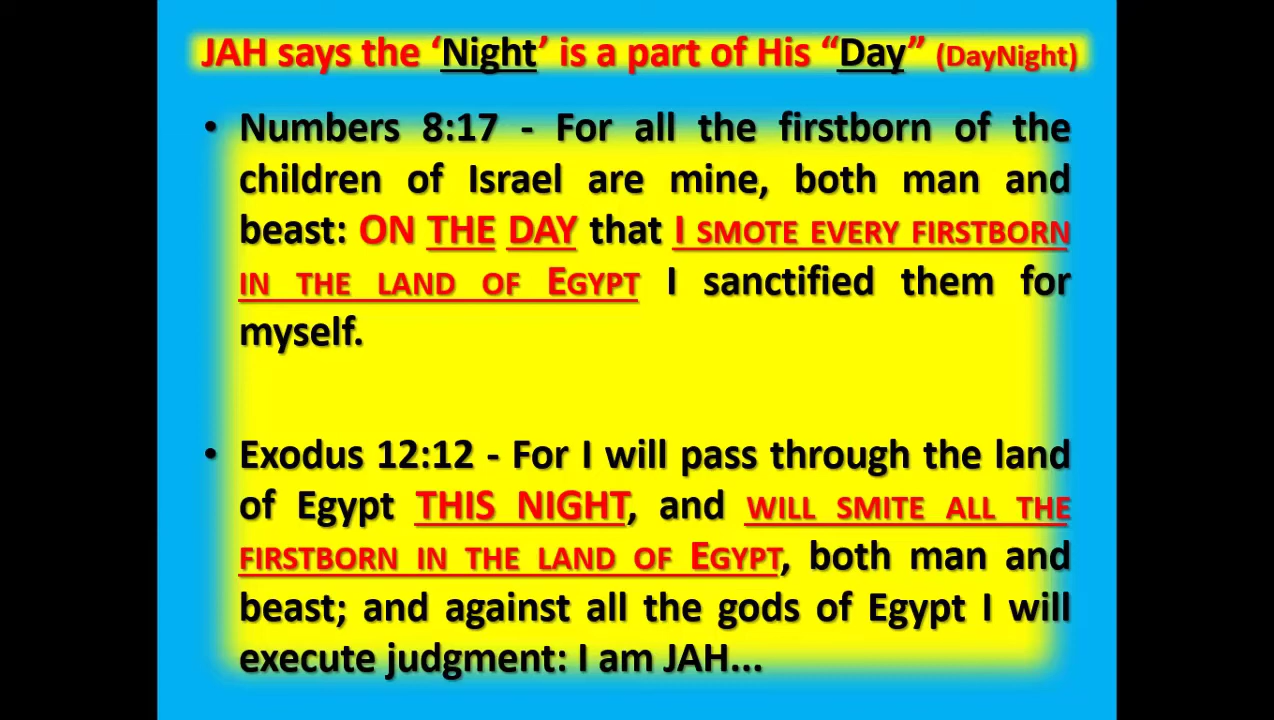 JAH says the ‘Night’ is a part of His “Day” (DayNight)
• Numbers 8:17 - For all the firstborn of the
children of Israel are mine, both man and
beast: ON THE DAY that I SMOTE EVERY FIRSTBORN
IN THE LAND OF EGYPT I sanctified them for
myself.
• Exodus 12:12 - For I will pass through the land
of Egypt THIS NIGHT, and WILL SMITE ALL THE
FIRSTBORN IN THE LAND OF EGYPT, both man and
beast; and against all the gods of Egypt I will
execute judgment: I am JAH...